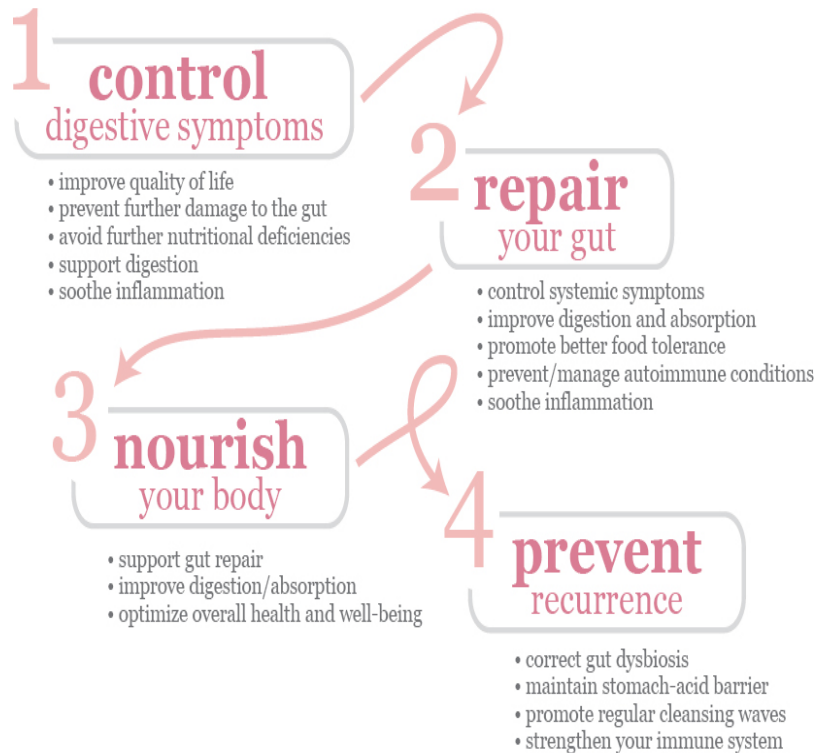 1
control
digestive symptoms
• improve quality of life
• prevent further damage to the gut
• avoid further nutritional deficiencies
• support digestion
• soothe inflammation
2
repair
your gut
• control systemic symptoms
• improve digestion and absorption
• promote better food tolerance
• prevent/manage autoimmune conditions
• soothe inflammation
3
nourish
your body
• support gut repair
• improve digestion/absorption
• optimize overall health and well-being
4
prevent
recurrence
• correct gut dysbiosis
• maintain stomach-acid barrier
• promote regular cleansing waves
• strengthen your immune system